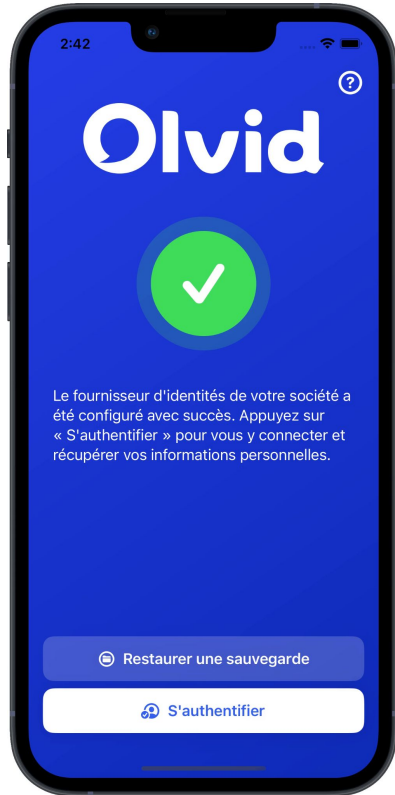 2:42
?
Olvid
Le fournisseur d'identités de votre société a
été configuré avec succès. Appuyez sur
« S'authentifier » pour vous y connecter et
récupérer vos informations personnelles.
Restaurer une sauvegarde
S'authentifier